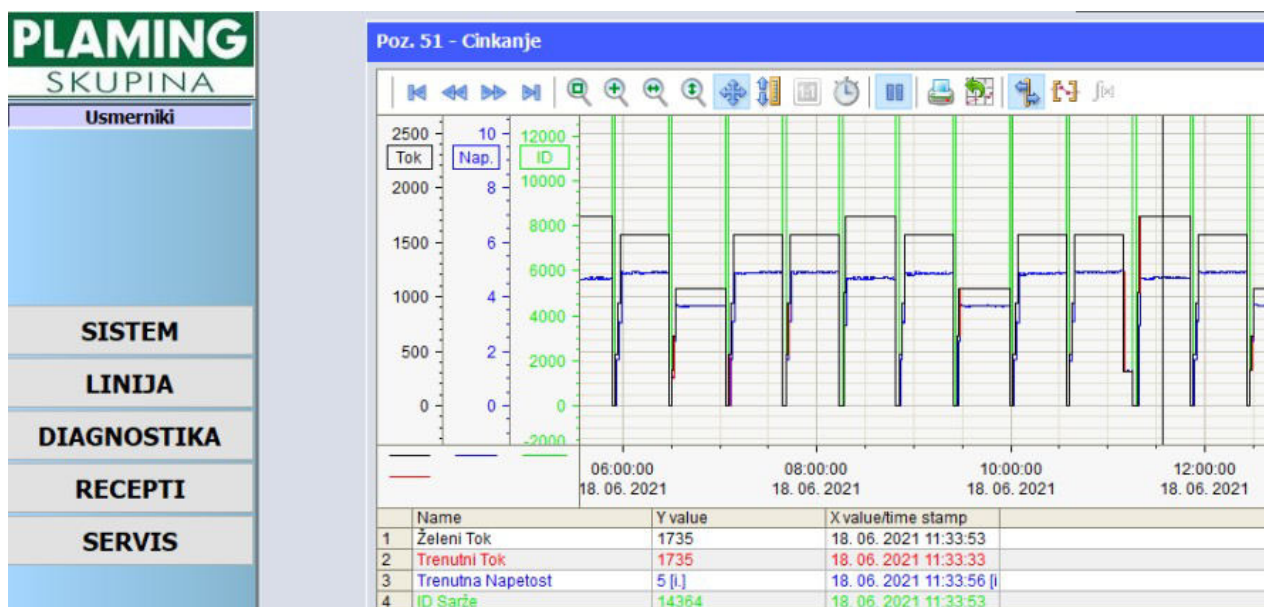 PLAMING
SKUPINA
Usmerniki
SISTEM
LINIJA
DIAGNOSTIKA
RECEPTI
SERVIS
Poz. 51 - Cinkanje
2500 10 12000
Tok Nap. ID
10000
2000 8
8000
1500 6
6000
1000 4
4000
500 2
2000
0 0 0
-2000
06:00:00 08:00:00 10:00:00 12:00:00
18. 06. 2021 18. 06. 2021 18. 06. 2021 18. 06. 2021
Name Y value X value/time stamp
1 Želeni Tok 1735 18. 06. 2021 11:33:53
2 Trenutni Tok 1735 18. 06. 2021 11:33:33
3 Trenutna Napetost 5 [i.] 18. 06. 2021 11:33:56 [i
4 ID Sarže 14364 18. 06. 2021 11:33:53